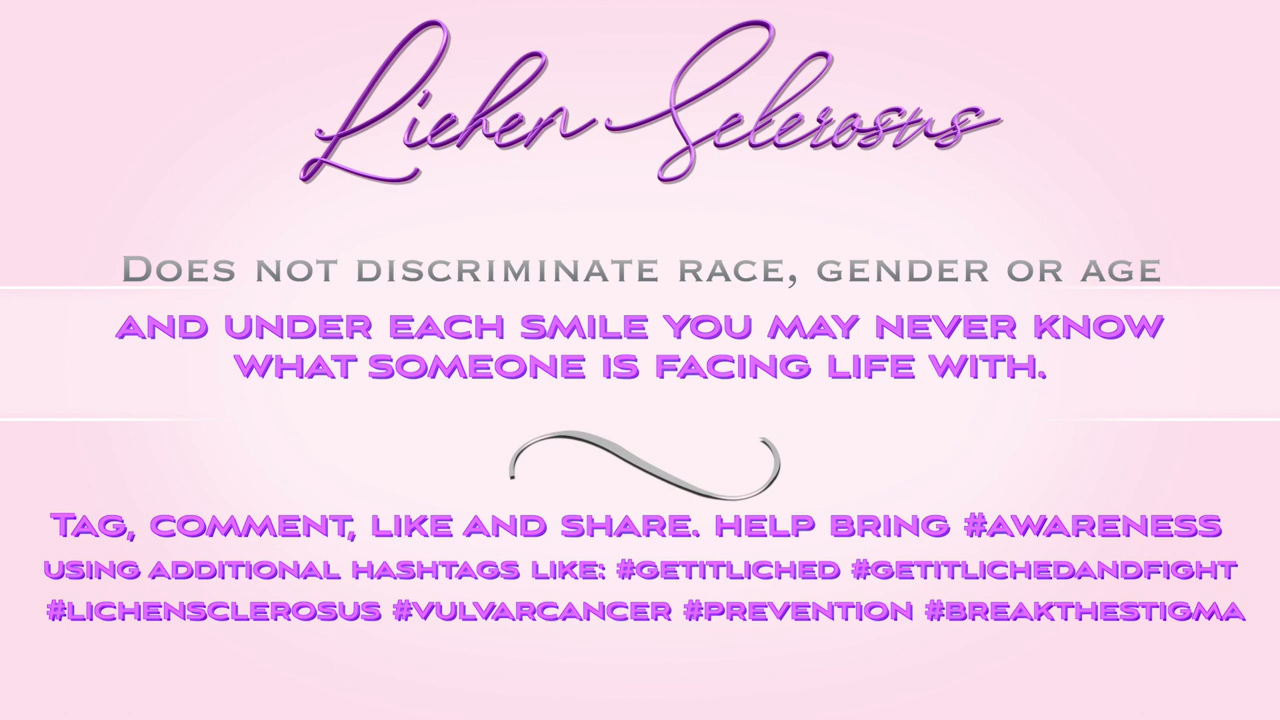 Lichen Sclerosus
DOES NOT DISCRIMINATE RACE, GENDER OR AGE
AND UNDER EACH SMILE YOU MAY NEVER KNOW
WHAT SOMEONE IS FACING LIFE WITH.
TAG, COMMENT, LIKE AND SHARE. HELP BRING #AWARENESS
USING ADDITIONAL HASHTAGS LIKE: #GETITLICHED #GETITLICHEDANDFIGHT
#LICHENSCLEROSUS #VULVARCANCER #PREVENTION #BREAKTHESTIGMA